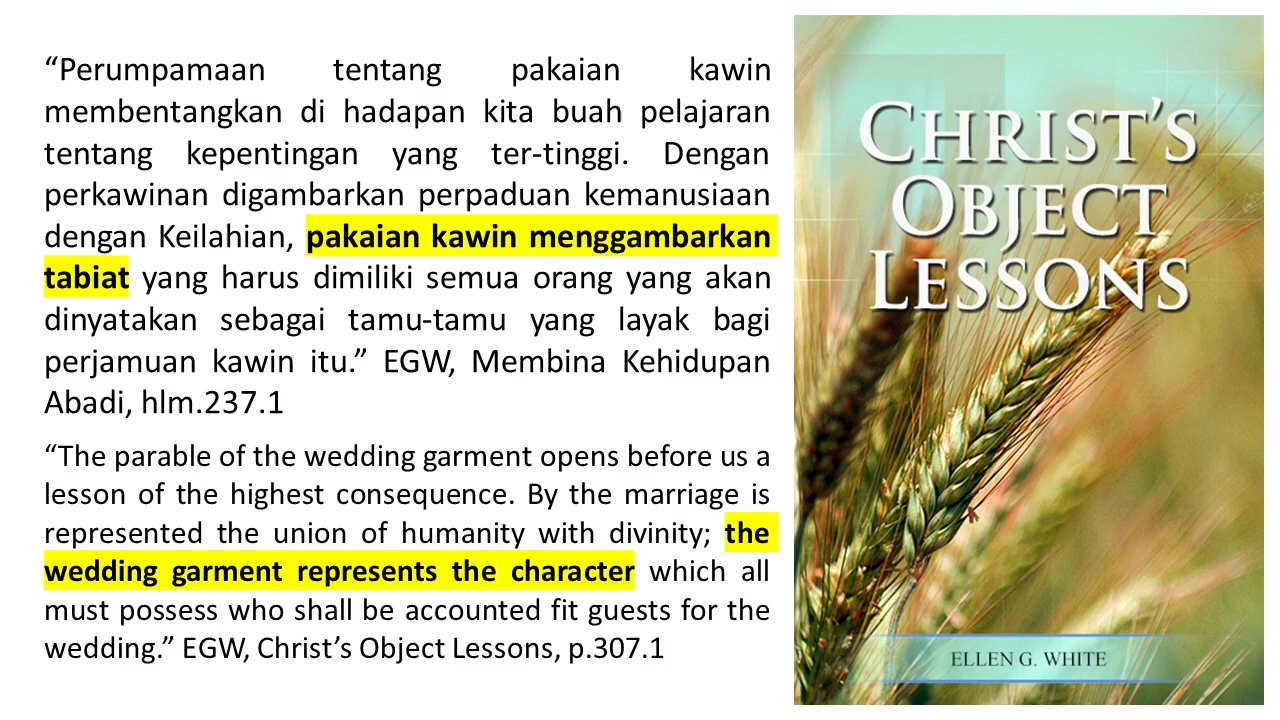 “Perumpamaan tentang pakaian kawin
membentangkan di hadapan kita buah pelajaran
tentang kepentingan yang ter-tinggi. Dengan
perkawinan digambarkan perpaduan kemanusiaan
dengan Keilahian, pakaian kawin menggambarkan
tabiat yang harus dimiliki semua orang yang akan
dinyatakan sebagai tamu-tamu yang layak bagi
perjamuan kawin itu.” EGW, Membina Kehidupan
Abadi, hlm.237.1
“The parable of the wedding garment opens before us a
lesson of the highest consequence. By the marriage is
represented the union of humanity with divinity; the
wedding garment represents the character which all
must possess who shall be accounted fit guests for the
wedding.” EGW, Christ’s Object Lessons, p.307.1
CHRIST’S
OBJECT
LESSONS
ELLEN G. WHITE